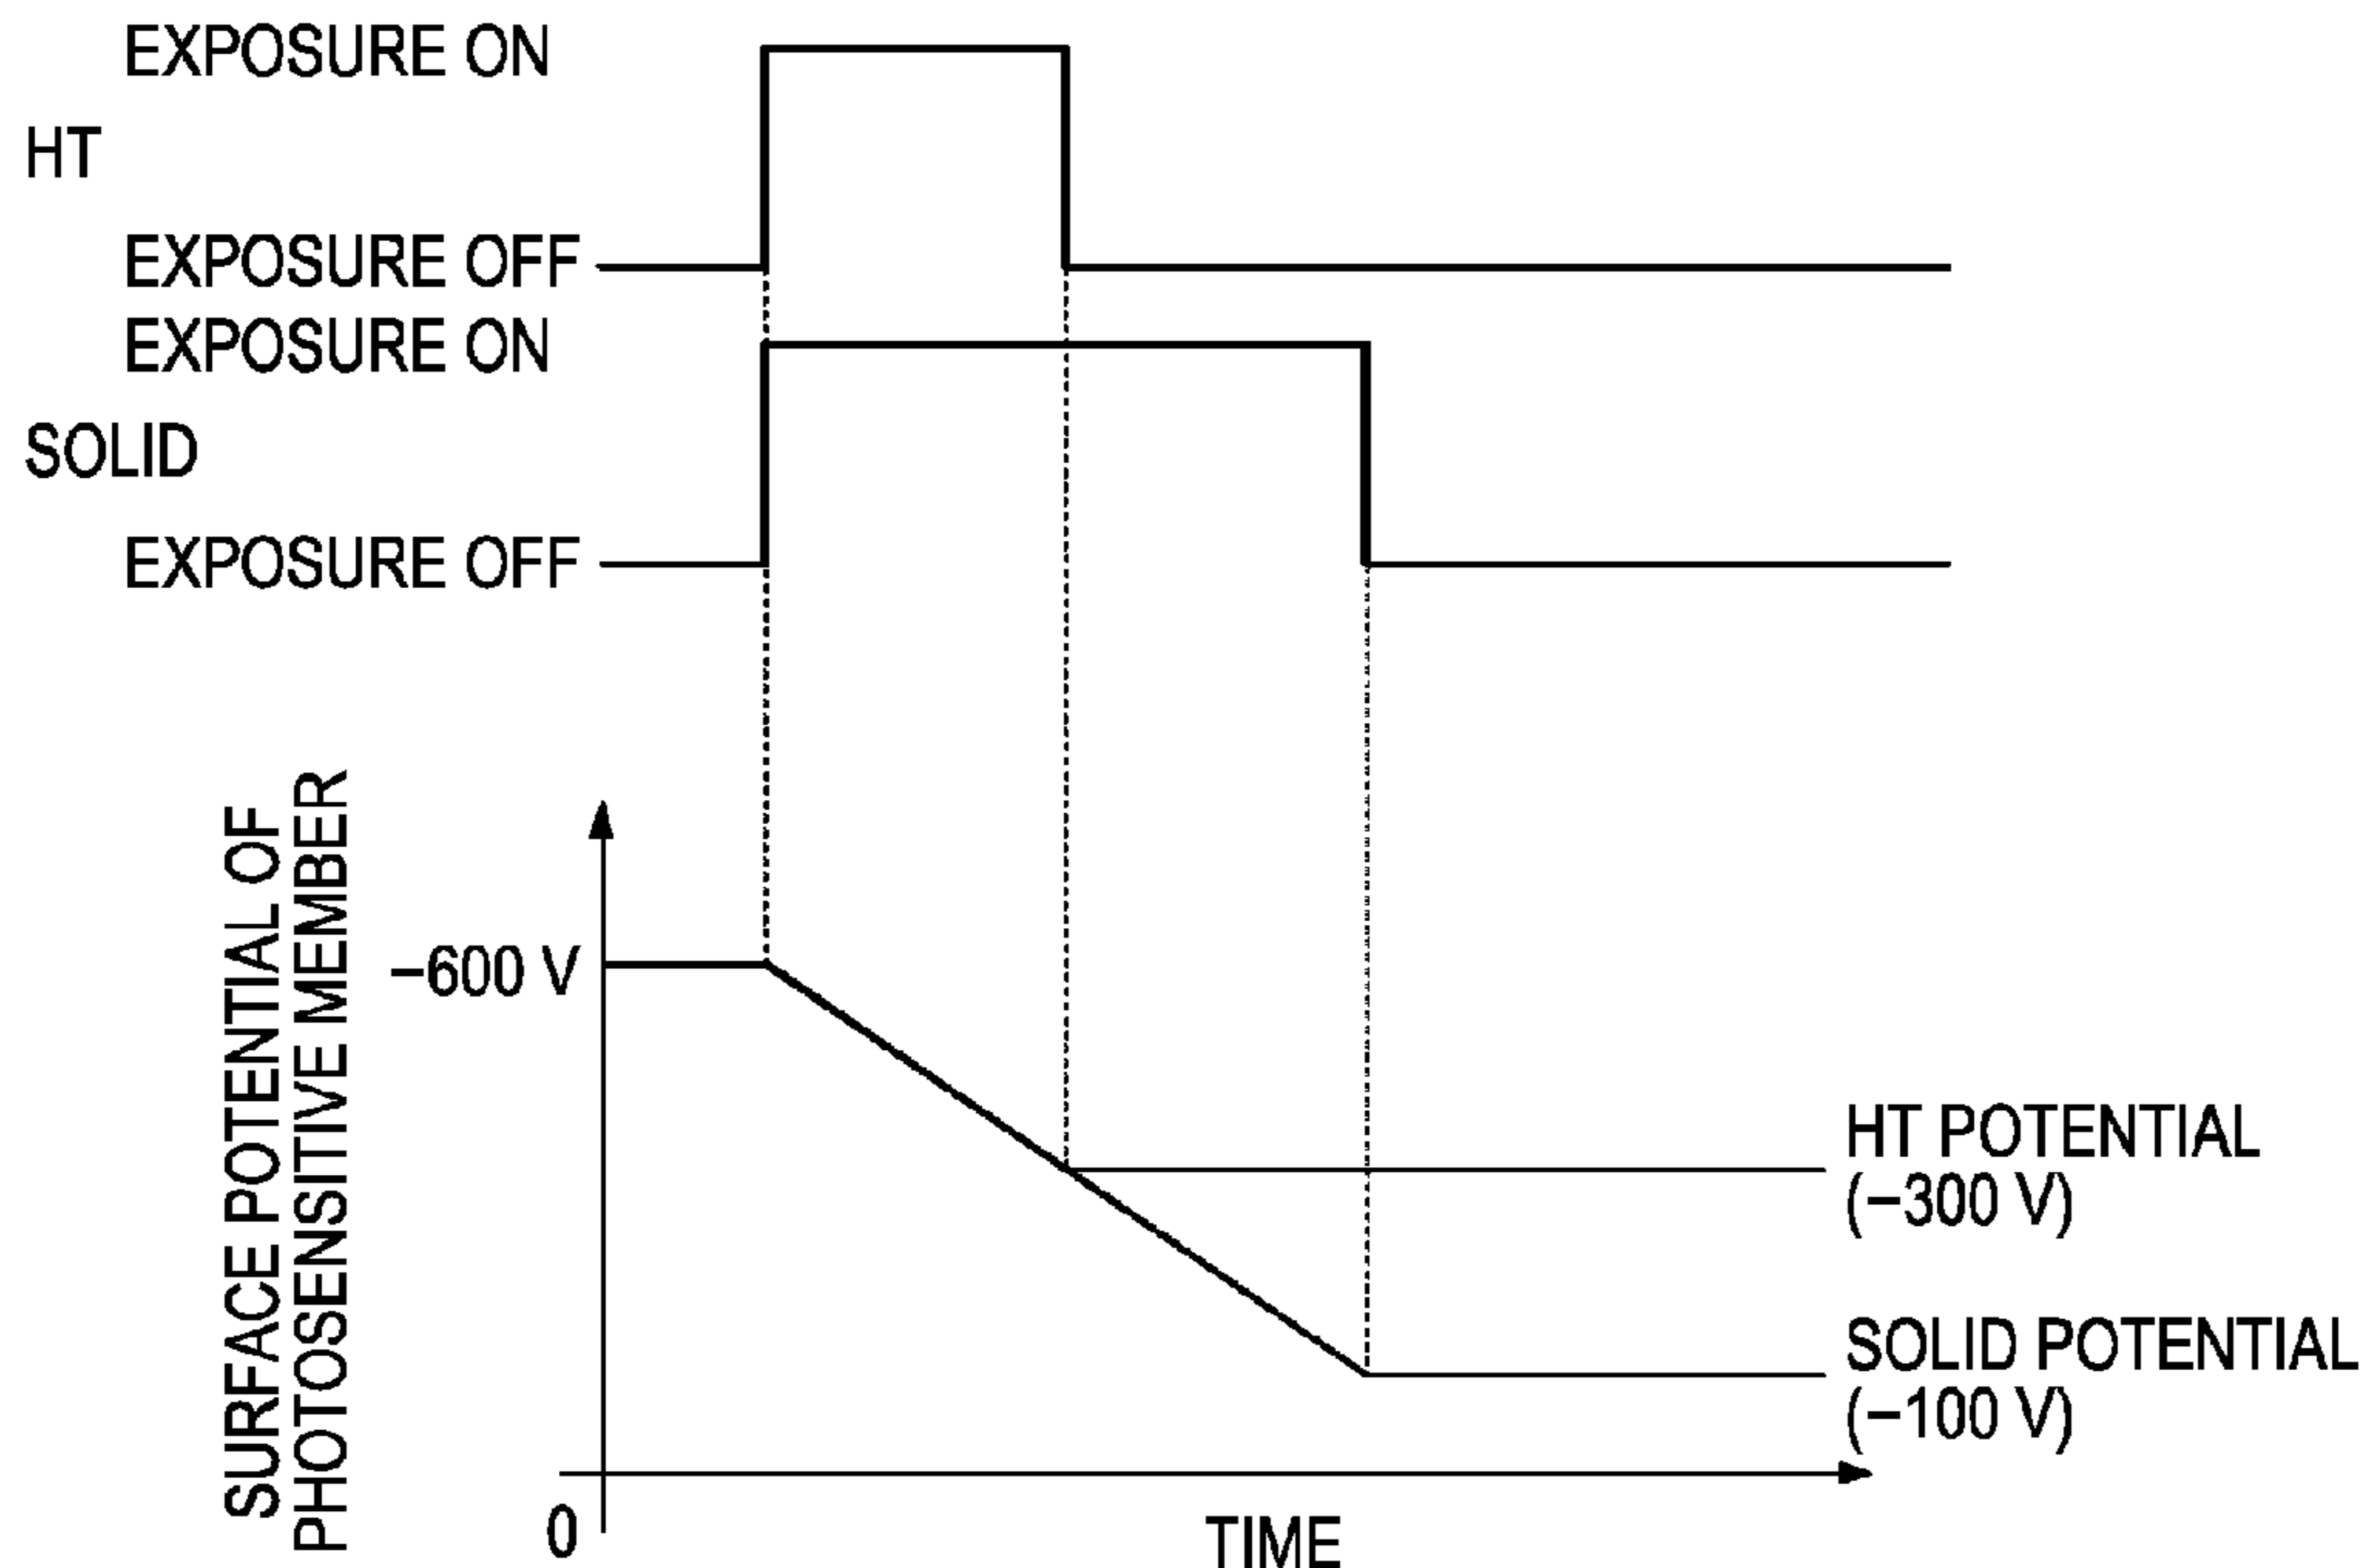 EXPOSURE ON
HT
EXPOSURE OFF
EXPOSURE ON
SOLID
EXPOSURE OFF
SURFACE POTENTIAL OF
PHOTOSENSITIVE MEMBER
−600 V
HT POTENTIAL
(−300 V)
SOLID POTENTIAL
(−100 V)
0
TIME